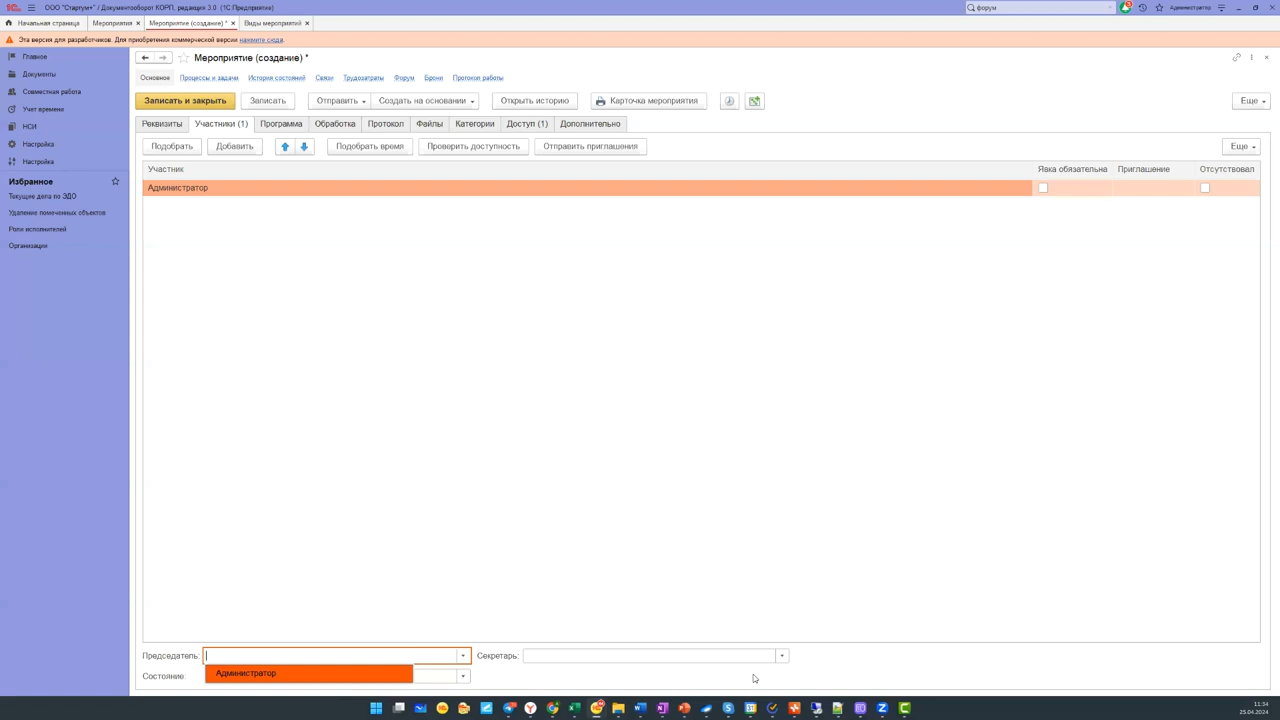 ООО "Стартум+" / Документооборот КОРП, редакция 3.0 (1С:Предприятие)
форум
Администратор
Начальная страница
Мероприятия ×
Мероприятие (создание) * ×
Виды мероприятий ×
Эта версия для разработчиков. Для приобретения коммерческой версии нажмите сюда.
Главное
Документы
Совместная работа
Учет времени
НСИ
Настройка
Настройка
Избранное
Текущие дела по ЭДО
Удаление помеченных объектов
Роли исполнителей
Организации
Мероприятие (создание) *
Основное Процессы и задачи История состояний Связи Трудозатраты Форум Брони Протокол работы
Записать и закрыть Записать Отправить Создать на основании Открыть историю Карточка мероприятия Еще
Реквизиты Участники (1) Программа Обработка Протокол Файлы Категории Доступ (1) Дополнительно
Подобрать Добавить Подобрать время Проверить доступность Отправить приглашения Еще
Участник Явка обязательна Приглашение Отсутствовал
Администратор
Председатель: Секретарь:
Администратор
Состояние:
11:34
25.04.2024